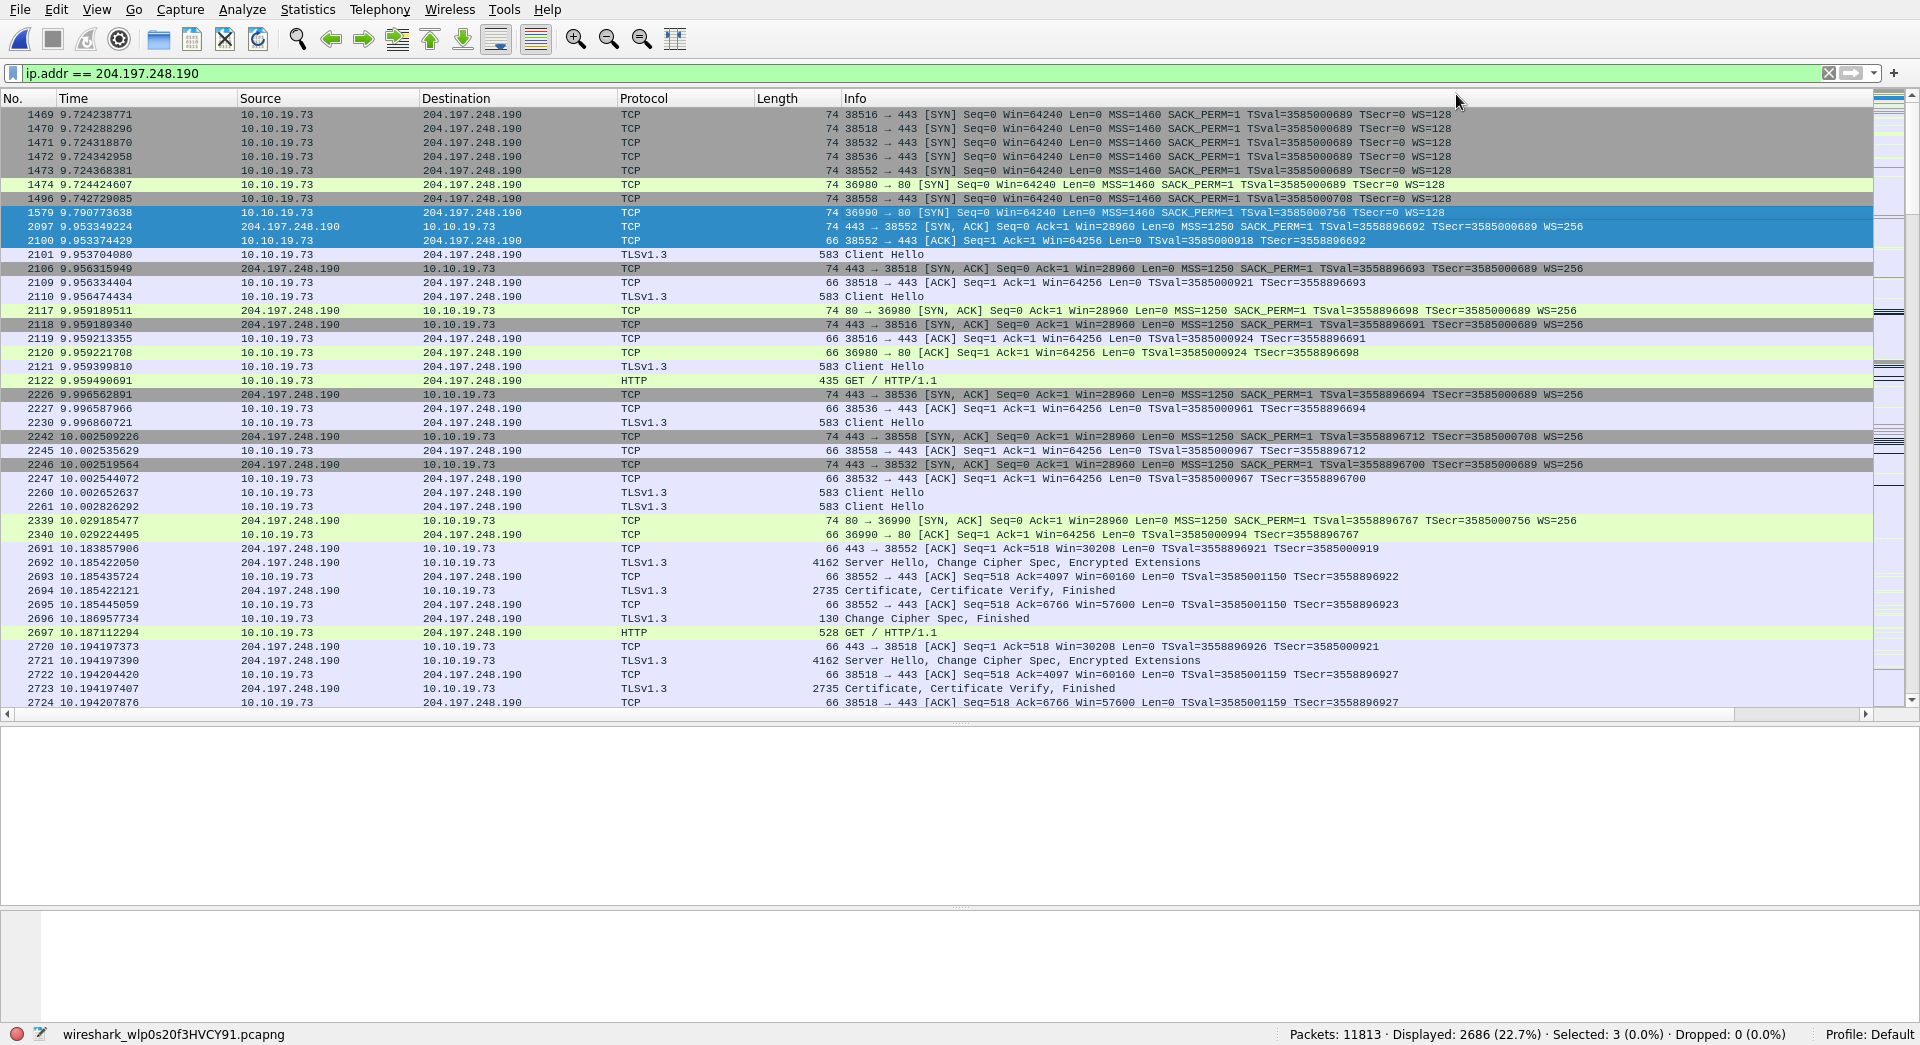 File Edit View Go Capture Analyze Statistics Telephony Wireless Tools Help
ip.addr == 204.197.248.190
No. Time Source Destination Protocol Length Info
1469 9.724238771 10.10.19.73 204.197.248.190 TCP 74 38516 → 443 [SYN] Seq=0 Win=64240 Len=0 MSS=1460 SACK_PERM=1 TSval=3585000689 TSecr=0 WS=128
1470 9.724288296 10.10.19.73 204.197.248.190 TCP 74 38518 → 443 [SYN] Seq=0 Win=64240 Len=0 MSS=1460 SACK_PERM=1 TSval=3585000689 TSecr=0 WS=128
1471 9.724318870 10.10.19.73 204.197.248.190 TCP 74 38532 → 443 [SYN] Seq=0 Win=64240 Len=0 MSS=1460 SACK_PERM=1 TSval=3585000689 TSecr=0 WS=128
1472 9.724342958 10.10.19.73 204.197.248.190 TCP 74 38536 → 443 [SYN] Seq=0 Win=64240 Len=0 MSS=1460 SACK_PERM=1 TSval=3585000689 TSecr=0 WS=128
1473 9.724368381 10.10.19.73 204.197.248.190 TCP 74 38552 → 443 [SYN] Seq=0 Win=64240 Len=0 MSS=1460 SACK_PERM=1 TSval=3585000689 TSecr=0 WS=128
1474 9.724424607 10.10.19.73 204.197.248.190 TCP 74 36980 → 80 [SYN] Seq=0 Win=64240 Len=0 MSS=1460 SACK_PERM=1 TSval=3585000689 TSecr=0 WS=128
1496 9.742729085 10.10.19.73 204.197.248.190 TCP 74 38558 → 443 [SYN] Seq=0 Win=64240 Len=0 MSS=1460 SACK_PERM=1 TSval=3585000708 TSecr=0 WS=128
1579 9.790773638 10.10.19.73 204.197.248.190 TCP 74 36990 → 80 [SYN] Seq=0 Win=64240 Len=0 MSS=1460 SACK_PERM=1 TSval=3585000756 TSecr=0 WS=128
2097 9.953349224 204.197.248.190 10.10.19.73 TCP 74 443 → 38552 [SYN, ACK] Seq=0 Ack=1 Win=28960 Len=0 MSS=1250 SACK_PERM=1 TSval=3558896692 TSecr=3585000689 WS=256
2100 9.953374429 10.10.19.73 204.197.248.190 TCP 66 38552 → 443 [ACK] Seq=1 Ack=1 Win=64256 Len=0 TSval=3585000918 TSecr=3558896692
2101 9.953704080 10.10.19.73 204.197.248.190 TLSv1.3 583 Client Hello
2106 9.956315949 204.197.248.190 10.10.19.73 TCP 74 443 → 38518 [SYN, ACK] Seq=0 Ack=1 Win=28960 Len=0 MSS=1250 SACK_PERM=1 TSval=3558896693 TSecr=3585000689 WS=256
2109 9.956334404 10.10.19.73 204.197.248.190 TCP 66 38518 → 443 [ACK] Seq=1 Ack=1 Win=64256 Len=0 TSval=3585000921 TSecr=3558896693
2110 9.956474434 10.10.19.73 204.197.248.190 TLSv1.3 583 Client Hello
2117 9.959189511 204.197.248.190 10.10.19.73 TCP 74 80 → 36980 [SYN, ACK] Seq=0 Ack=1 Win=28960 Len=0 MSS=1250 SACK_PERM=1 TSval=3558896698 TSecr=3585000689 WS=256
2118 9.959189340 204.197.248.190 10.10.19.73 TCP 74 443 → 38516 [SYN, ACK] Seq=0 Ack=1 Win=28960 Len=0 MSS=1250 SACK_PERM=1 TSval=3558896691 TSecr=3585000689 WS=256
2119 9.959213355 10.10.19.73 204.197.248.190 TCP 66 38516 → 443 [ACK] Seq=1 Ack=1 Win=64256 Len=0 TSval=3585000924 TSecr=3558896691
2120 9.959221708 10.10.19.73 204.197.248.190 TCP 66 36980 → 80 [ACK] Seq=1 Ack=1 Win=64256 Len=0 TSval=3585000924 TSecr=3558896698
2121 9.959399810 10.10.19.73 204.197.248.190 TLSv1.3 583 Client Hello
2122 9.959490691 10.10.19.73 204.197.248.190 HTTP 435 GET / HTTP/1.1
2226 9.996562891 204.197.248.190 10.10.19.73 TCP 74 443 → 38536 [SYN, ACK] Seq=0 Ack=1 Win=28960 Len=0 MSS=1250 SACK_PERM=1 TSval=3558896694 TSecr=3585000689 WS=256
2227 9.996587966 10.10.19.73 204.197.248.190 TCP 66 38536 → 443 [ACK] Seq=1 Ack=1 Win=64256 Len=0 TSval=3585000961 TSecr=3558896694
2230 9.996860721 10.10.19.73 204.197.248.190 TLSv1.3 583 Client Hello
2242 10.002509226 204.197.248.190 10.10.19.73 TCP 74 443 → 38558 [SYN, ACK] Seq=0 Ack=1 Win=28960 Len=0 MSS=1250 SACK_PERM=1 TSval=3558896712 TSecr=3585000708 WS=256
2245 10.002535629 10.10.19.73 204.197.248.190 TCP 66 38558 → 443 [ACK] Seq=1 Ack=1 Win=64256 Len=0 TSval=3585000967 TSecr=3558896712
2246 10.002519564 204.197.248.190 10.10.19.73 TCP 74 443 → 38532 [SYN, ACK] Seq=0 Ack=1 Win=28960 Len=0 MSS=1250 SACK_PERM=1 TSval=3558896700 TSecr=3585000689 WS=256
2247 10.002544072 10.10.19.73 204.197.248.190 TCP 66 38532 → 443 [ACK] Seq=1 Ack=1 Win=64256 Len=0 TSval=3585000967 TSecr=3558896700
2260 10.002652637 10.10.19.73 204.197.248.190 TLSv1.3 583 Client Hello
2261 10.002826292 10.10.19.73 204.197.248.190 TLSv1.3 583 Client Hello
2339 10.029185477 204.197.248.190 10.10.19.73 TCP 74 80 → 36990 [SYN, ACK] Seq=0 Ack=1 Win=28960 Len=0 MSS=1250 SACK_PERM=1 TSval=3558896767 TSecr=3585000756 WS=256
2340 10.029224495 10.10.19.73 204.197.248.190 TCP 66 36990 → 80 [ACK] Seq=1 Ack=1 Win=64256 Len=0 TSval=3585000994 TSecr=3558896767
2691 10.183857906 204.197.248.190 10.10.19.73 TCP 66 443 → 38552 [ACK] Seq=1 Ack=518 Win=30208 Len=0 TSval=3558896921 TSecr=3585000919
2692 10.185422050 204.197.248.190 10.10.19.73 TLSv1.3 4162 Server Hello, Change Cipher Spec, Encrypted Extensions
2693 10.185435724 10.10.19.73 204.197.248.190 TCP 66 38552 → 443 [ACK] Seq=518 Ack=4097 Win=60160 Len=0 TSval=3585001150 TSecr=3558896922
2694 10.185422121 204.197.248.190 10.10.19.73 TLSv1.3 2735 Certificate, Certificate Verify, Finished
2695 10.185445059 10.10.19.73 204.197.248.190 TCP 66 38552 → 443 [ACK] Seq=518 Ack=6766 Win=57600 Len=0 TSval=3585001150 TSecr=3558896923
2696 10.186957734 10.10.19.73 204.197.248.190 TLSv1.3 130 Change Cipher Spec, Finished
2697 10.187112294 10.10.19.73 204.197.248.190 HTTP 528 GET / HTTP/1.1
2720 10.194197373 204.197.248.190 10.10.19.73 TCP 66 443 → 38518 [ACK] Seq=1 Ack=518 Win=30208 Len=0 TSval=3558896926 TSecr=3585000921
2721 10.194197390 204.197.248.190 10.10.19.73 TLSv1.3 4162 Server Hello, Change Cipher Spec, Encrypted Extensions
2722 10.194204420 10.10.19.73 204.197.248.190 TCP 66 38518 → 443 [ACK] Seq=518 Ack=4097 Win=60160 Len=0 TSval=3585001159 TSecr=3558896927
2723 10.194197407 204.197.248.190 10.10.19.73 TLSv1.3 2735 Certificate, Certificate Verify, Finished
2724 10.194207876 10.10.19.73 204.197.248.190 TCP 66 38518 → 443 [ACK] Seq=518 Ack=6766 Win=57600 Len=0 TSval=3585001159 TSecr=3558896927
wireshark_wlp0s20f3HVCY91.pcapng Packets: 11813 · Displayed: 2686 (22.7%) · Selected: 3 (0.0%) · Dropped: 0 (0.0%) Profile: Default